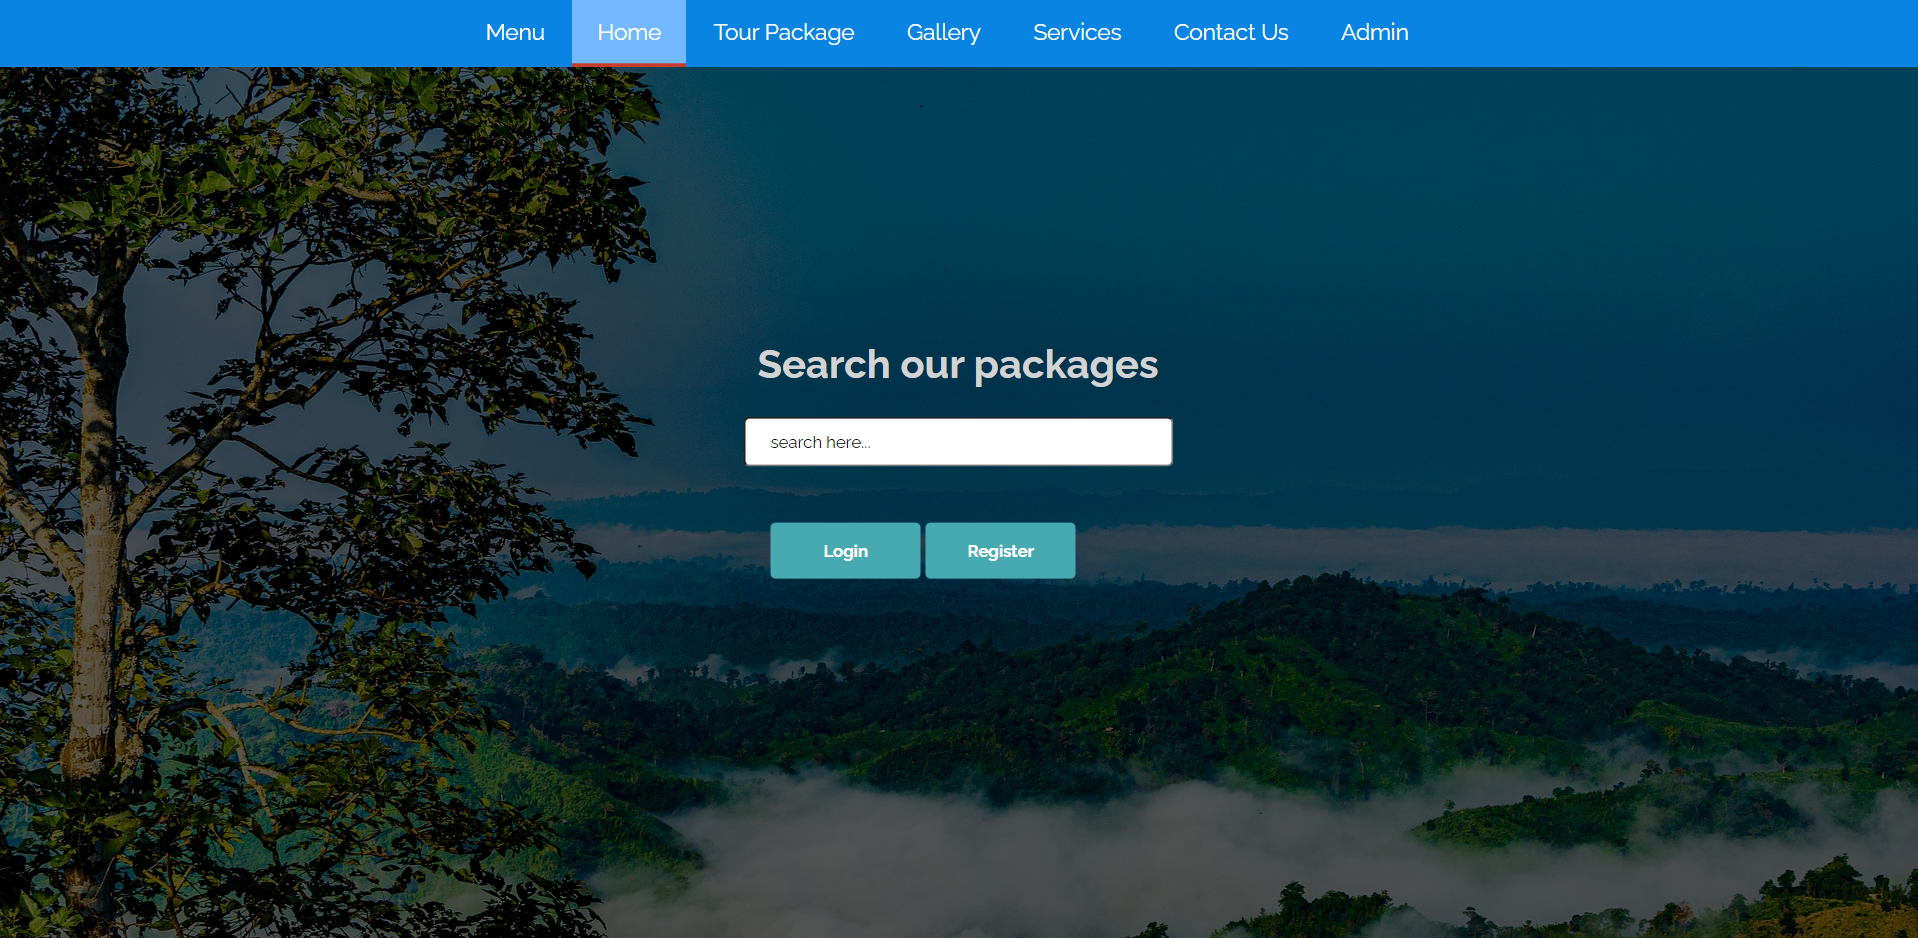 Menu Home Tour Package Gallery Services Contact Us Admin
Search our packages
search here...
Login Register